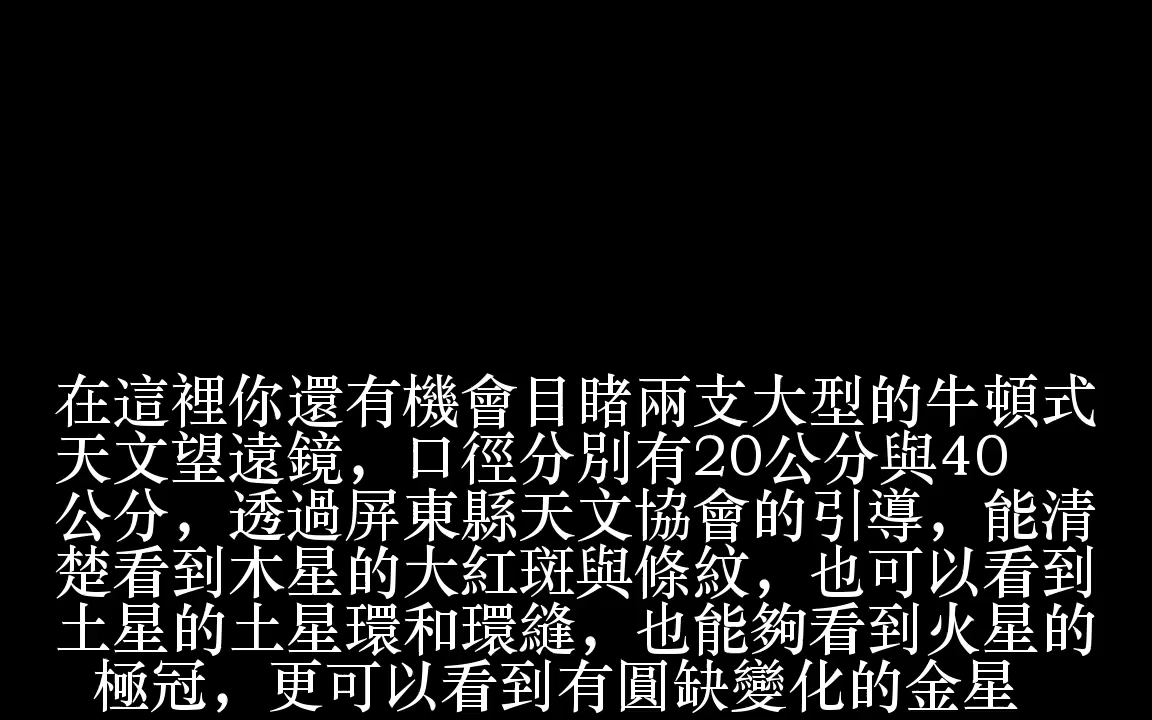 在這裡你還有機會目睹兩支大型的牛頓式
天文望遠鏡，口徑分別有20公分與40
公分，透過屏東縣天文協會的引導，能清
楚看到木星的大紅斑與條紋，也可以看到
土星的土星環和環縫，也能夠看到火星的
極冠，更可以看到有圓缺變化的金星